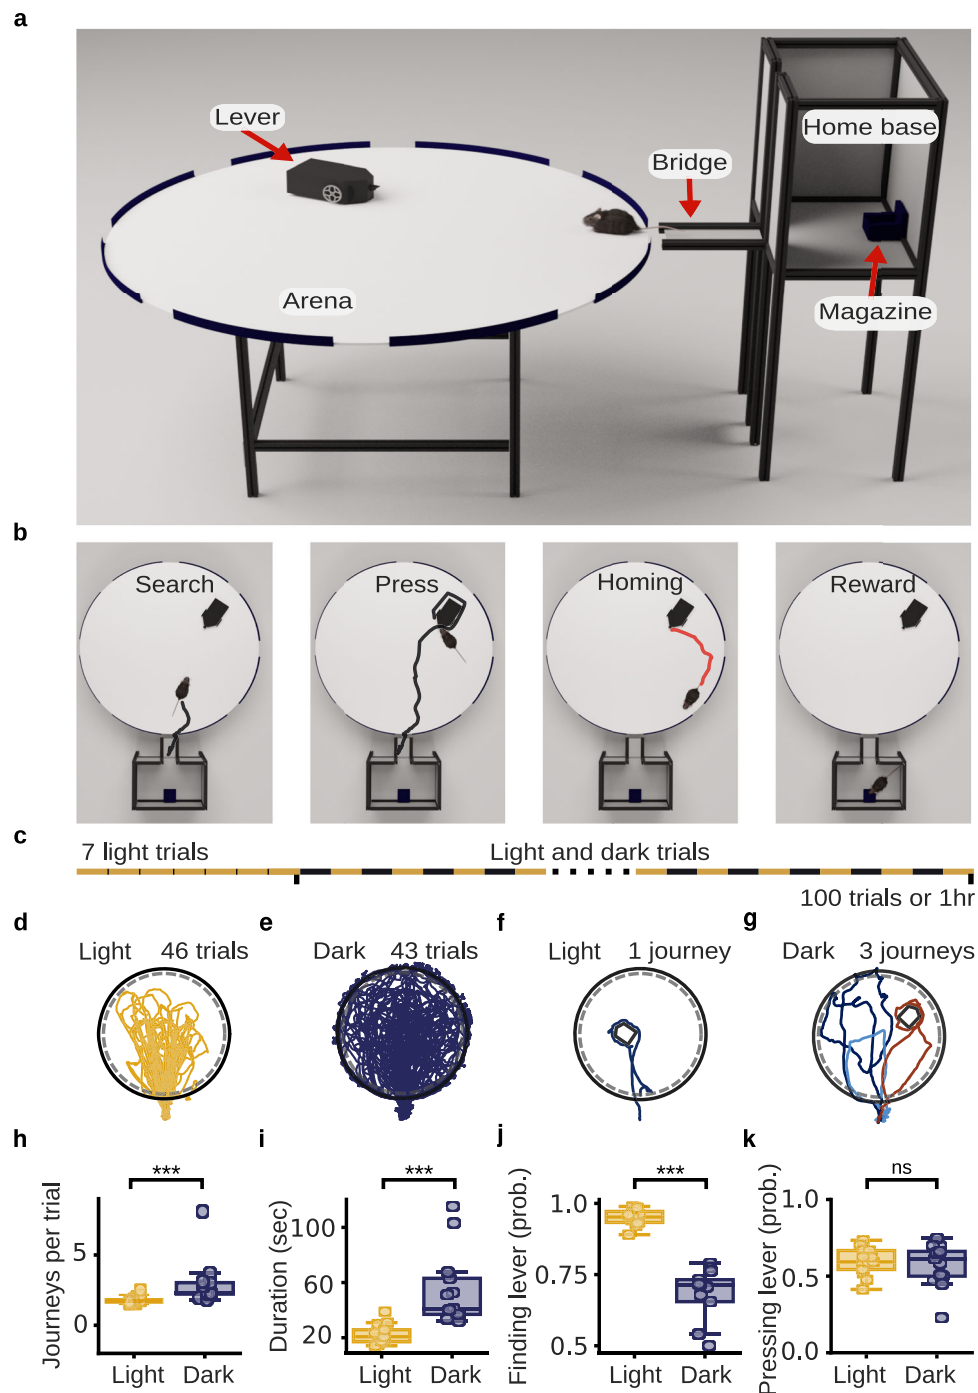 a
Lever
Home base
Bridge
Arena
Magazine
b
Search
Press
Homing
Reward
c
7 light trials
Light and dark trials
100 trials or 1hr
d
Light 46 trials
e
Dark 43 trials
f
Light 1 journey
g
Dark 3 journeys
h
***
Journeys per trial
5
0
Light Dark
i
***
Duration (sec)
100
60
20
Light Dark
j
***
Finding lever (prob.)
1.0
0.75
0.5
Light Dark
k
ns
Pressing lever (prob.)
1.0
0.5
0.0
Light Dark